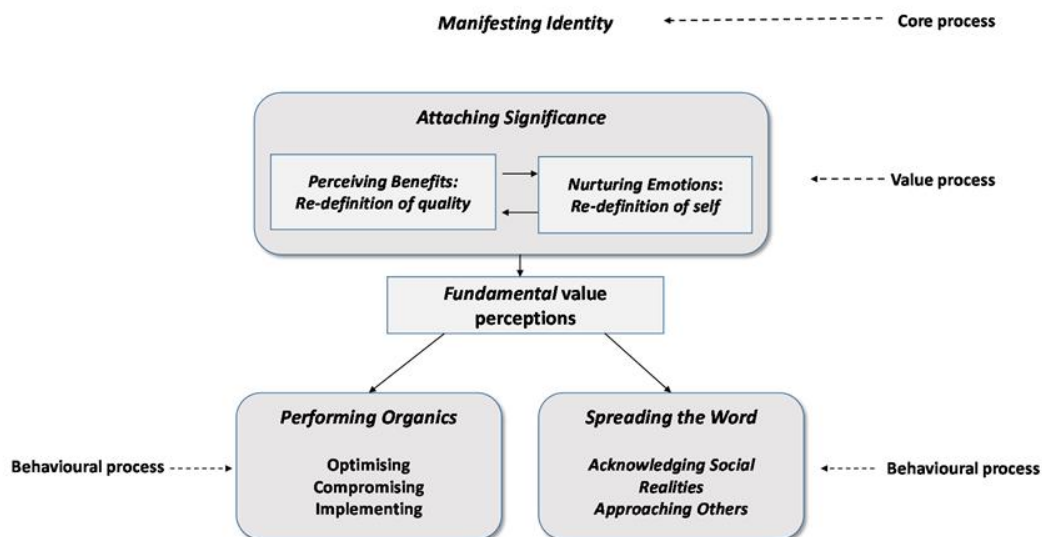 Manifesting Identity
Core process
Attaching Significance
Perceiving Benefits:
Re-definition of quality
Nurturing Emotions:
Re-definition of self
Value process
Fundamental value
perceptions
Performing Organics
Optimising
Compromising
Implementing
Spreading the Word
Acknowledging Social
Realities
Approaching Others
Behavioural process
Behavioural process